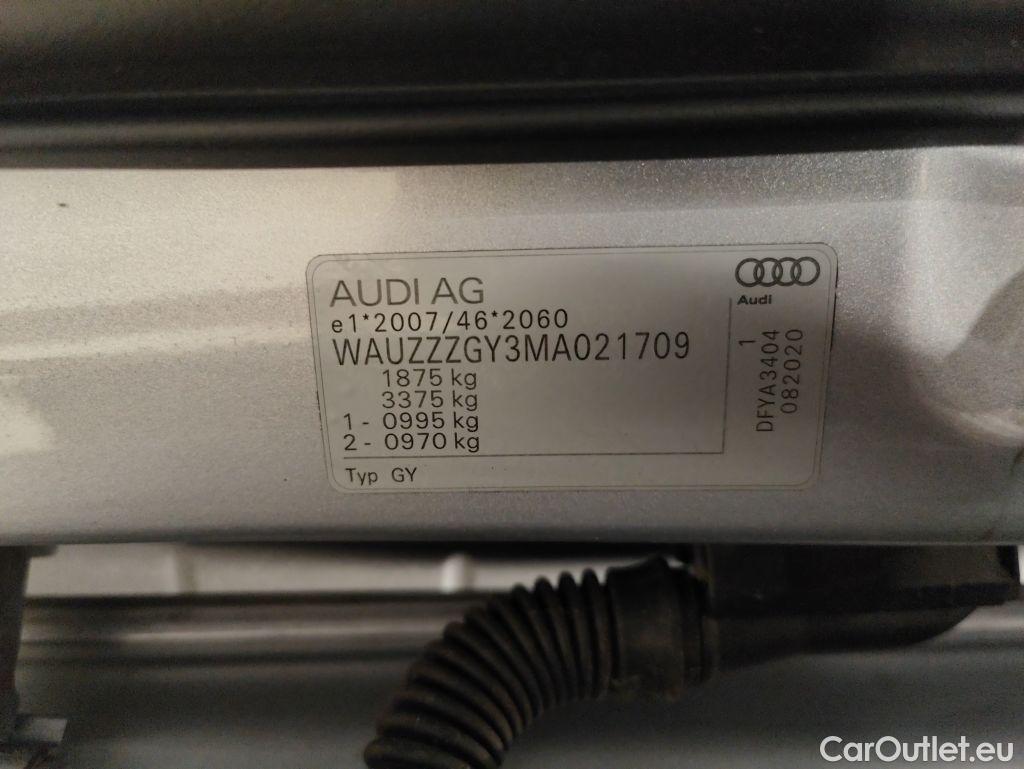 AUDI AG
e1*2007/46*2060
WAUZZZGY3MA021709
1875 kg
3375 kg
1 - 0995 kg
2 - 0970 kg
Typ GY
Audi
DFYA3404 1
082020
CarOutlet.eu